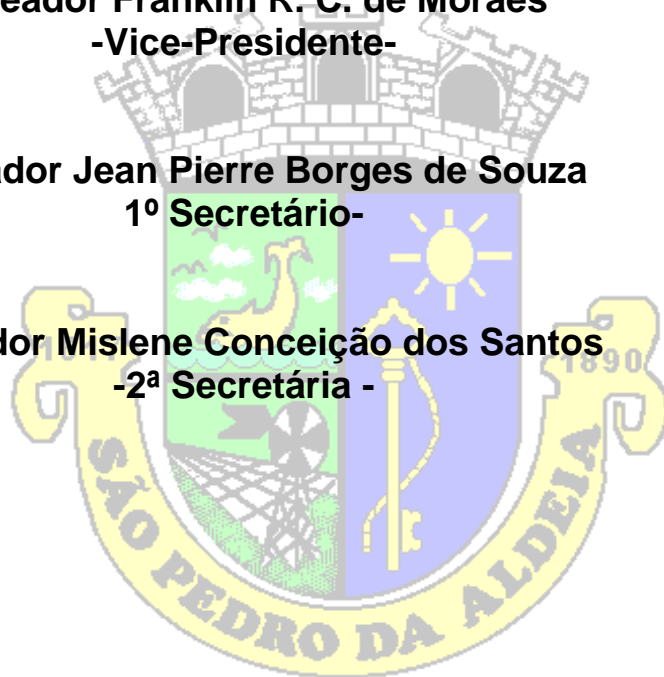 eador Franklin R. C. de Moraes
-Vice-Presidente-
ador Jean Pierre Borges de Souza
1º Secretário-
dor Mislene Conceição dos Santos
-2ª Secretária -
1890
SÃO PEDRO DA ALDEIA